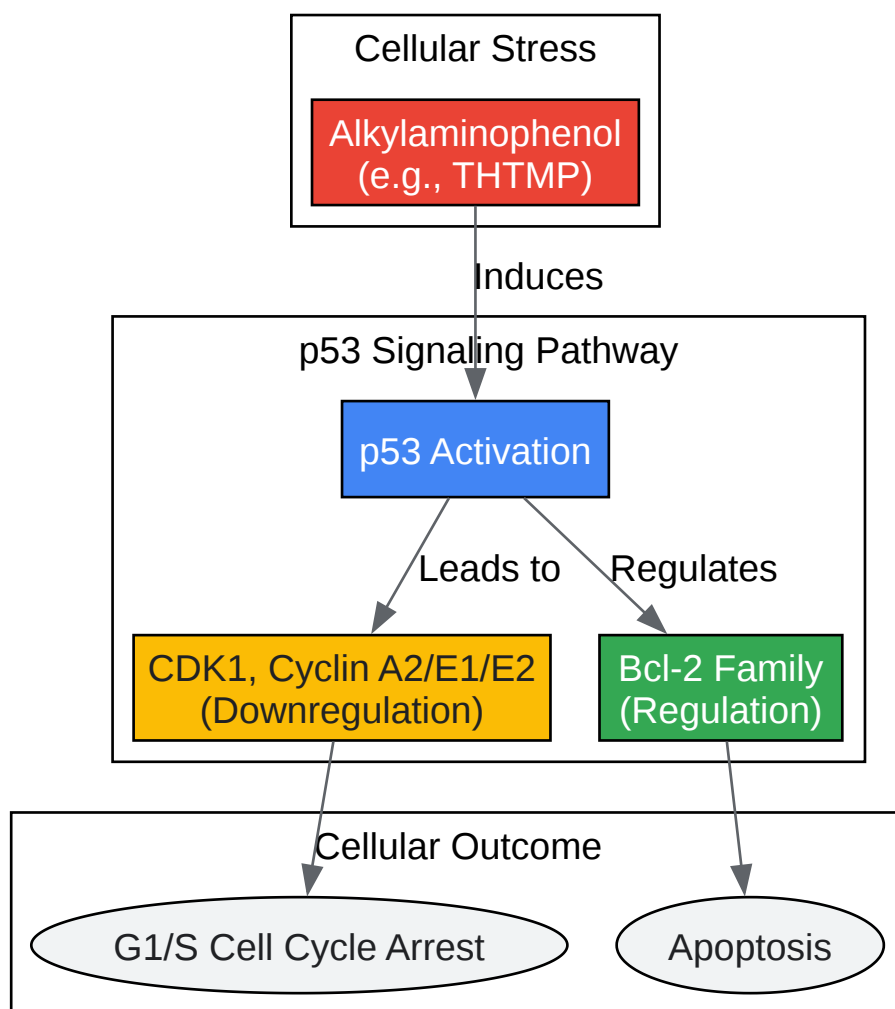 Cellular Stress
Alkylaminophenol
(e.g., THTMP)
Induces
p53 Signaling Pathway
p53 Activation
Leads to
Regulates
CDK1, Cyclin A2/E1/E2
(Downregulation)
Bcl-2 Family
(Regulation)
Cellular Outcome
G1/S Cell Cycle Arrest
Apoptosis